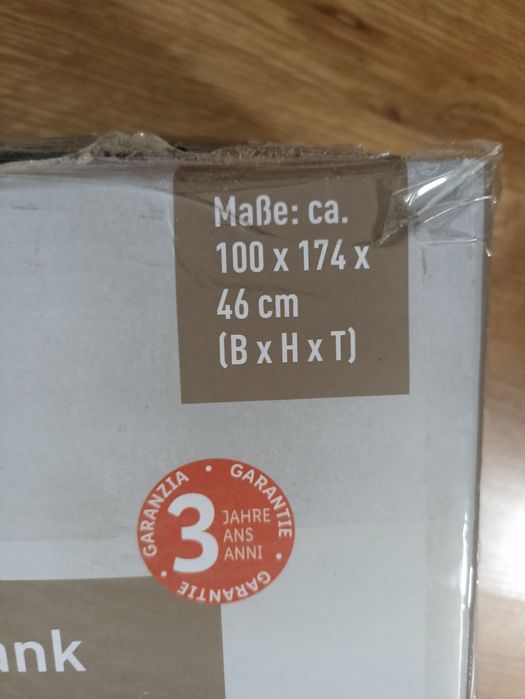 Maße: ca.
100 x 174 x
46 cm
(B x H x T)
GARANZIA • GARANTIE • GARANTIE •
3
JAHRE
ANS
ANNI
ank